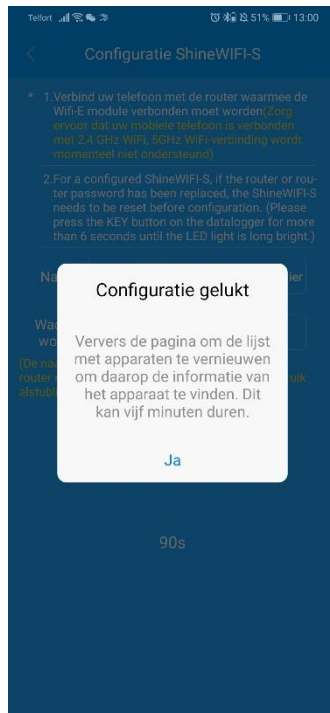 Telfort
51%
13:00
Configuratie ShineWIFI-S
* 1.Verbind uw telefoon met de router waarmee de
Wifi-E module verbonden moet worden(Zorg
ervoor dat uw mobiele telefoon is verbonden
met 2,4 GHz WiFi, 5GHz WiFi-verbinding wordt
momenteel niet ondersteund)
2.For a configured ShineWIFI-S, if the router or rou-
ter password has been replaced, the ShineWIFI-S
needs to be reset before configuration. (Please
press the KEY button on the datalogger for more
than 6 seconds until the LED light is long bright.)
Configuratie gelukt
Ververs de pagina om de lijst
met apparaten te vernieuwen
om daarop de informatie van
het apparaat te vinden. Dit
kan vijf minuten duren.
Ja
90s